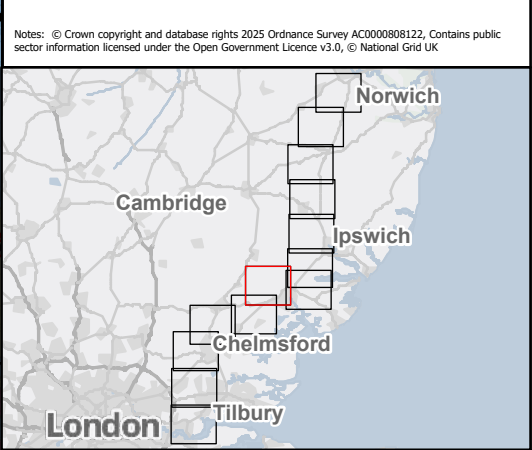 Notes:  © Crown copyright and database rights 2025 Ordnance Survey AC0000808122, Contains public
sector information licensed under the Open Government Licence v3.0, © National Grid UK
Norwich
Cambridge
Ipswich
Chelmsford
Tilbury
London